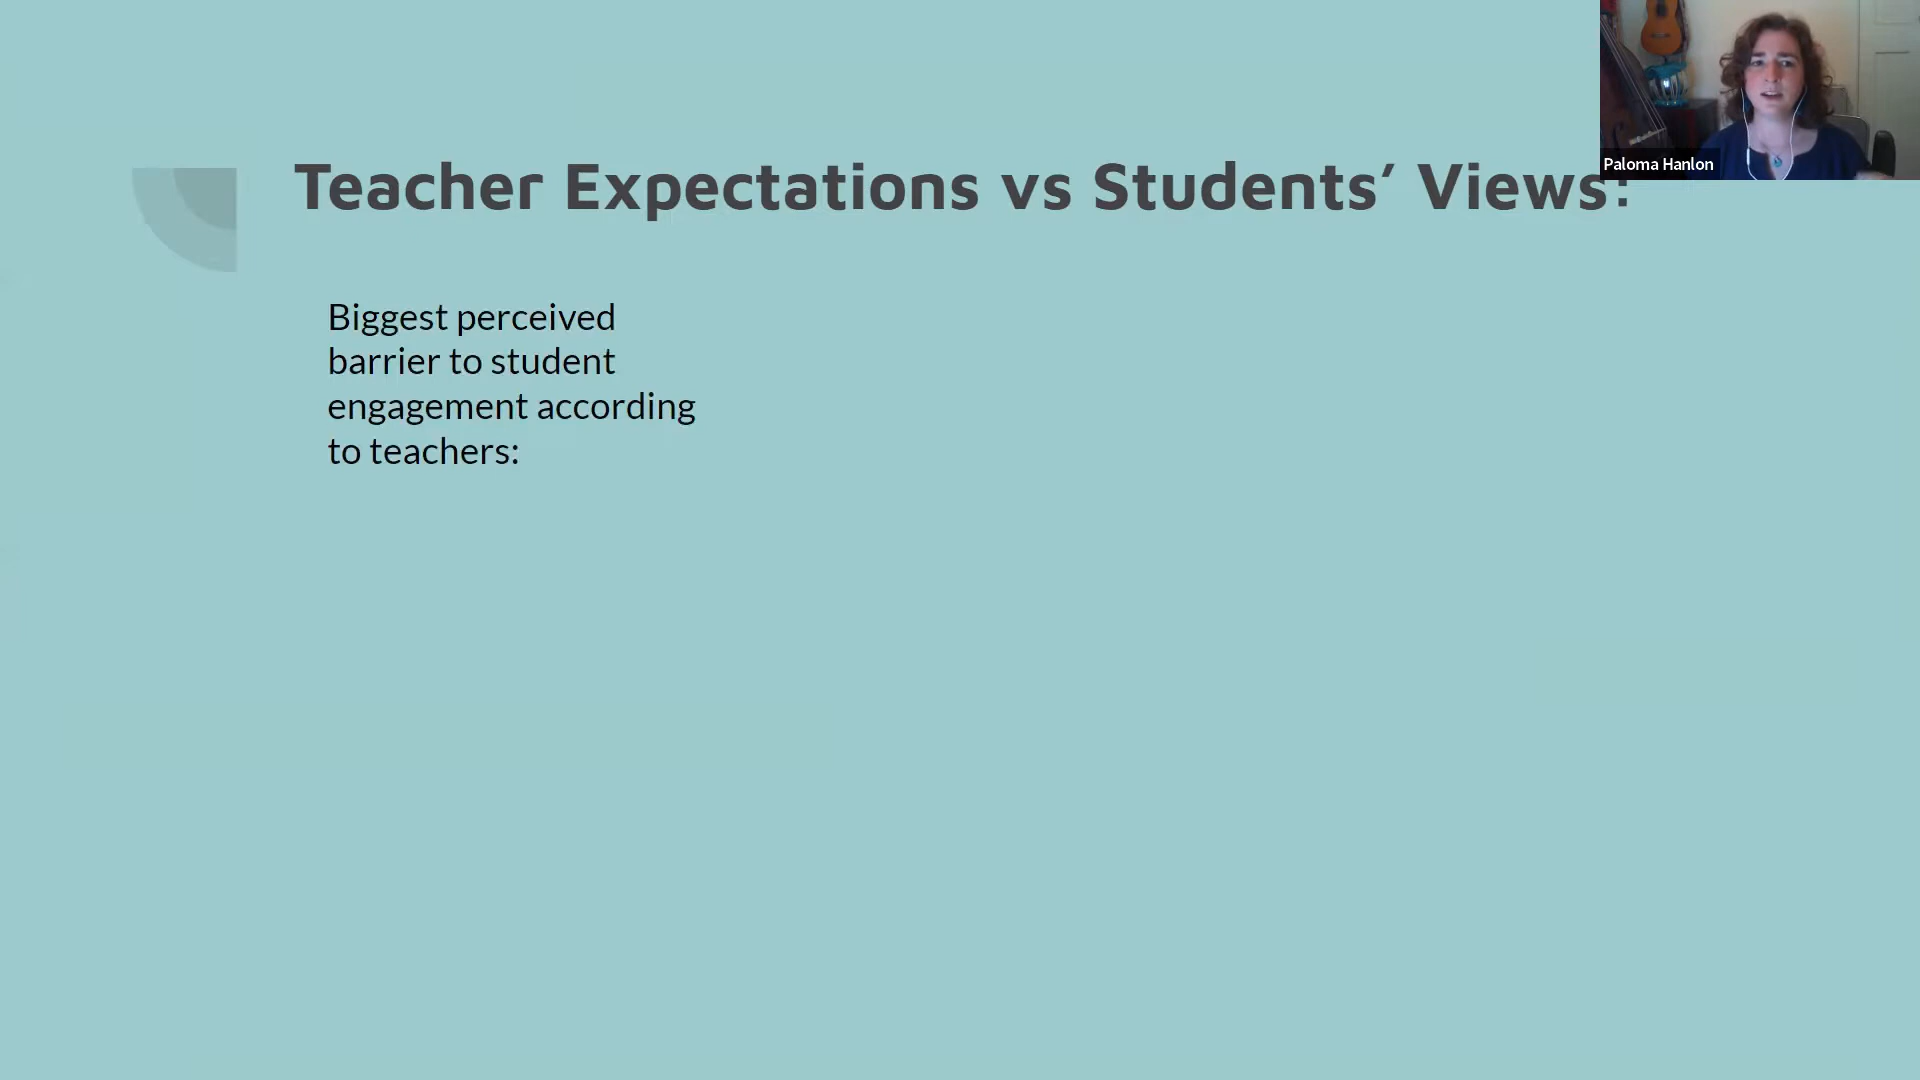 Paloma Hanlon
Teacher Expectations vs Students’ Views:
Biggest perceived
barrier to student
engagement according
to teachers: